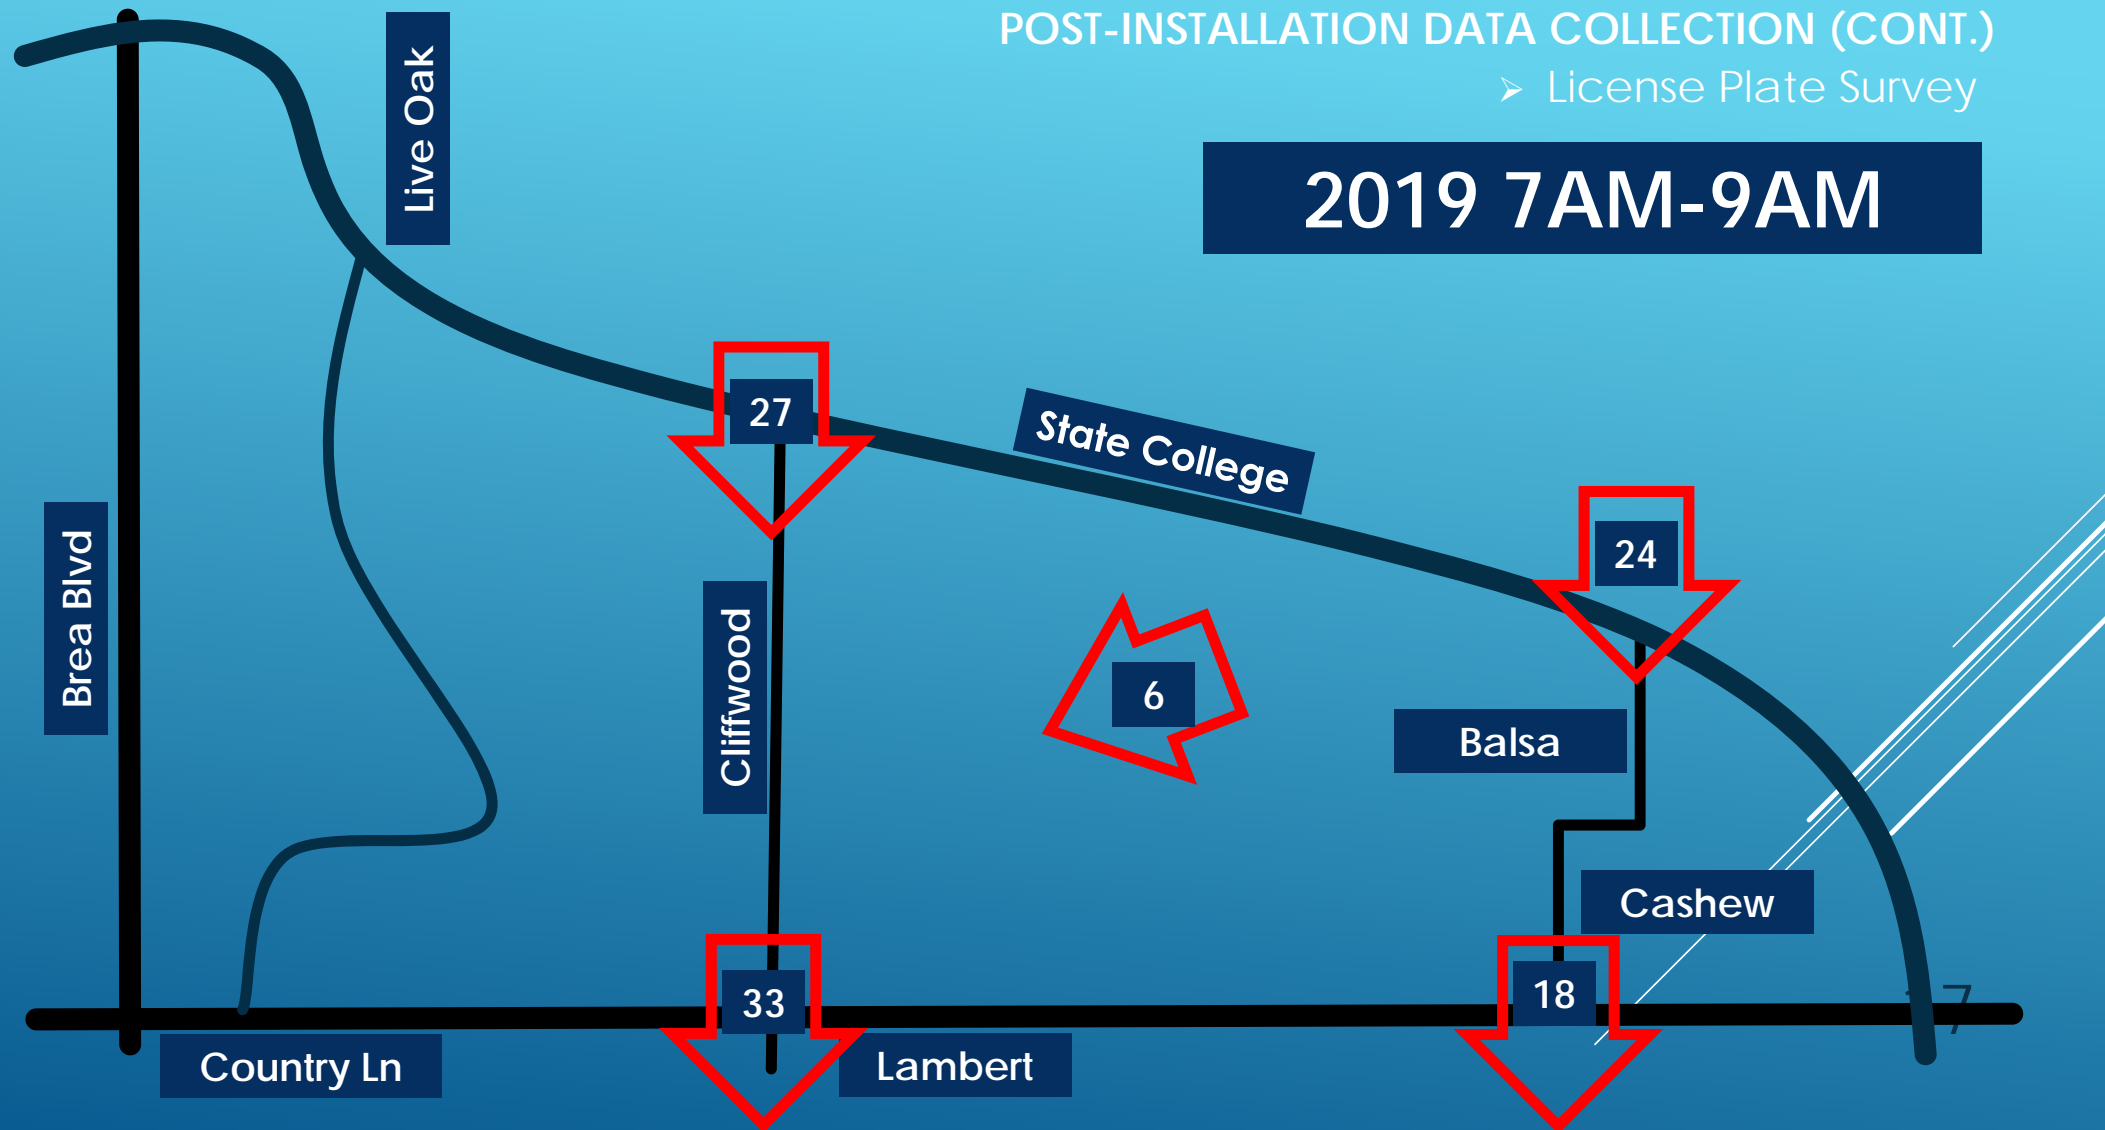 POST-INSTALLATION DATA COLLECTION (CONT.)
➢ License Plate Survey
2019 7AM-9AM
Live Oak
State College
27
24
Brea Blvd
Cliffwood
6
Balsa
Cashew
33
18
17
Country Ln
Lambert